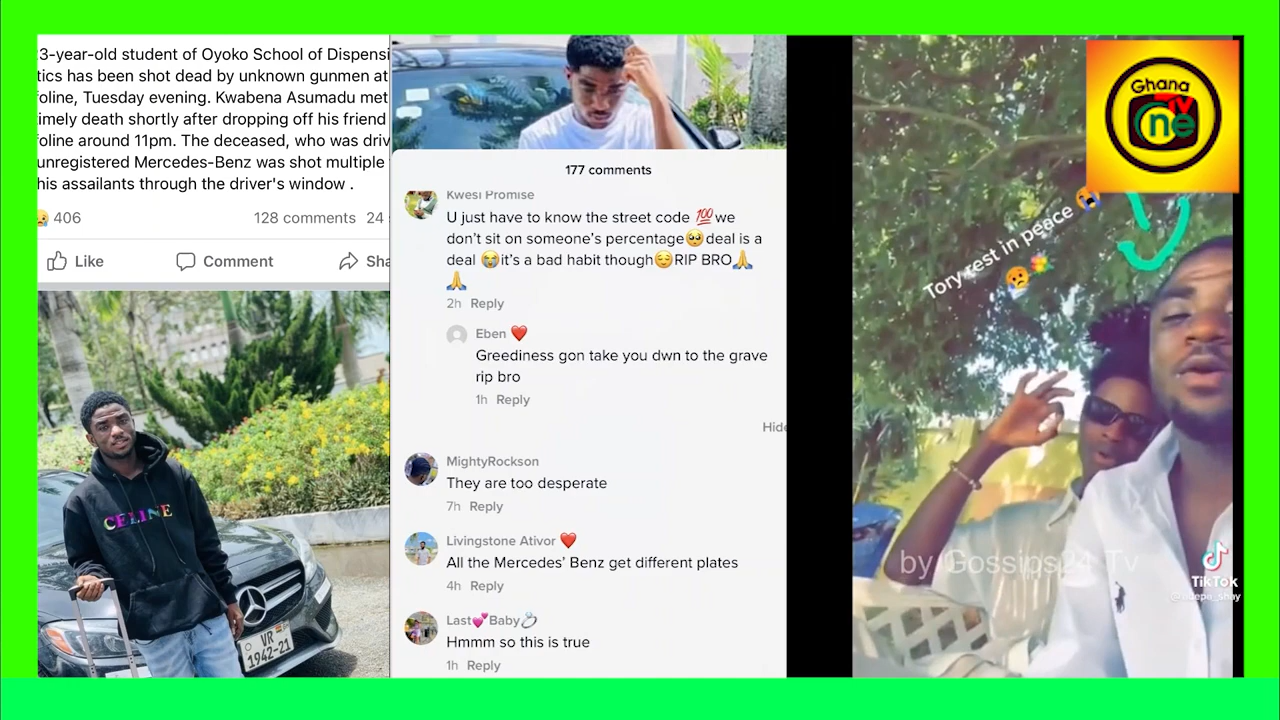 3-year-old student of Oyoko School of Dispensi
tics has been shot dead by unknown gunmen at
foline, Tuesday evening. Kwabena Asumadu met
timely death shortly after dropping off his friend
foline around 11pm. The deceased, who was driv
unregistered Mercedes-Benz was shot multiple
his assailants through the driver's window .
406
128 comments 24
Like Comment Sha
CELINE
VR
1942-21
177 comments
Kwesi Promise
U just have to know the street code 💯we
don't sit on someone's percentage🥺deal is a
deal 😭it's a bad habit though😌RIP BRO🙏
🙏
2h Reply
Eben ❤️
Greediness gon take you dwn to the grave
rip bro
1h Reply
Hide
MightyRockson
They are too desperate
7h Reply
Livingstone Ativor ❤️
All the Mercedes' Benz get different plates
4h Reply
Last💕Baby💍
Hmmm so this is true
1h Reply
Ghana
TV
One
Tory rest in peace 😭
by Gossips24 Tv
TikTok